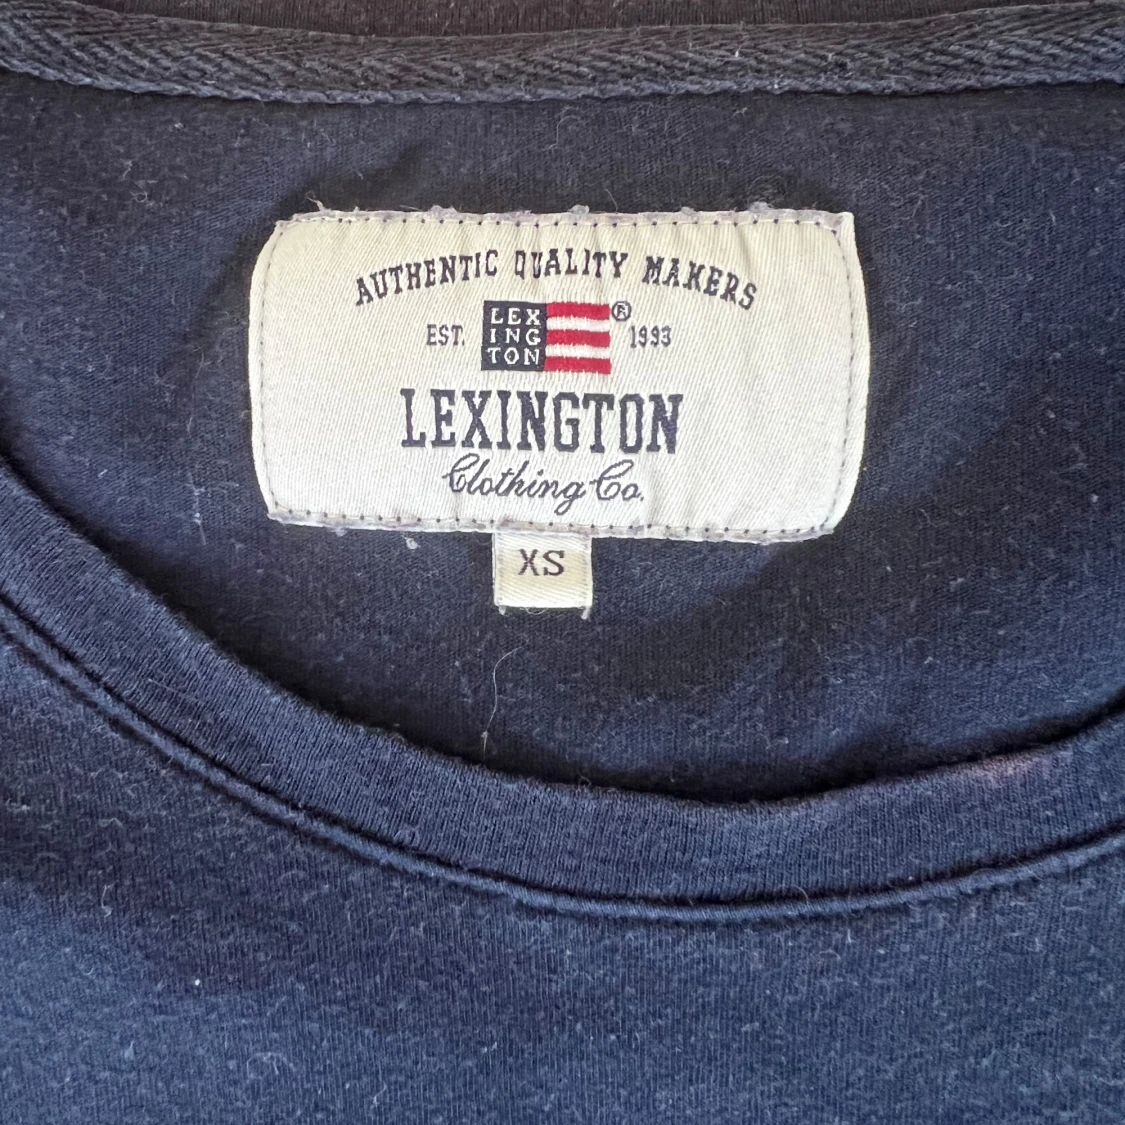 AUTHENTIC QUALITY MAKERS
EST. LEX ® 1993
ING
TON
LEXINGTON
Clothing Co.
XS